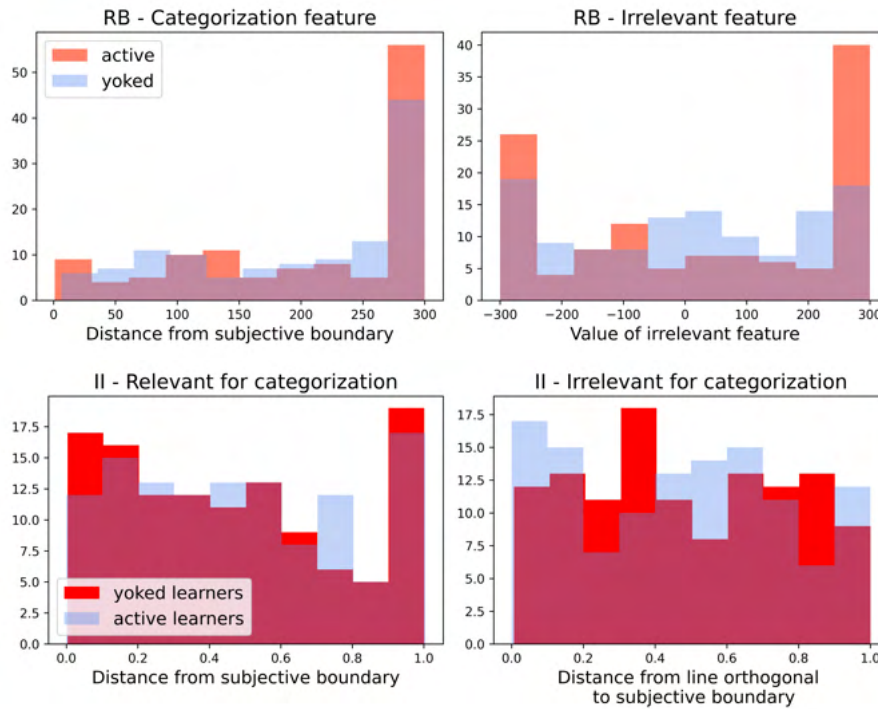 RB - Categorization feature
active
yoked
50
40
30
20
10
0
0 50 100 150 200 250 300
Distance from subjective boundary
RB - Irrelevant feature
40
35
30
25
20
15
10
5
0
−300 −200 −100 0 100 200 300
Value of irrelevant feature
II - Relevant for categorization
17.5
15.0
12.5
10.0
7.5
5.0
2.5
0.0
yoked learners
active learners
0.0 0.2 0.4 0.6 0.8 1.0
Distance from subjective boundary
II - Irrelevant for categorization
17.5
15.0
12.5
10.0
7.5
5.0
2.5
0.0
0.0 0.2 0.4 0.6 0.8 1.0
Distance from line orthogonal
to subjective boundary